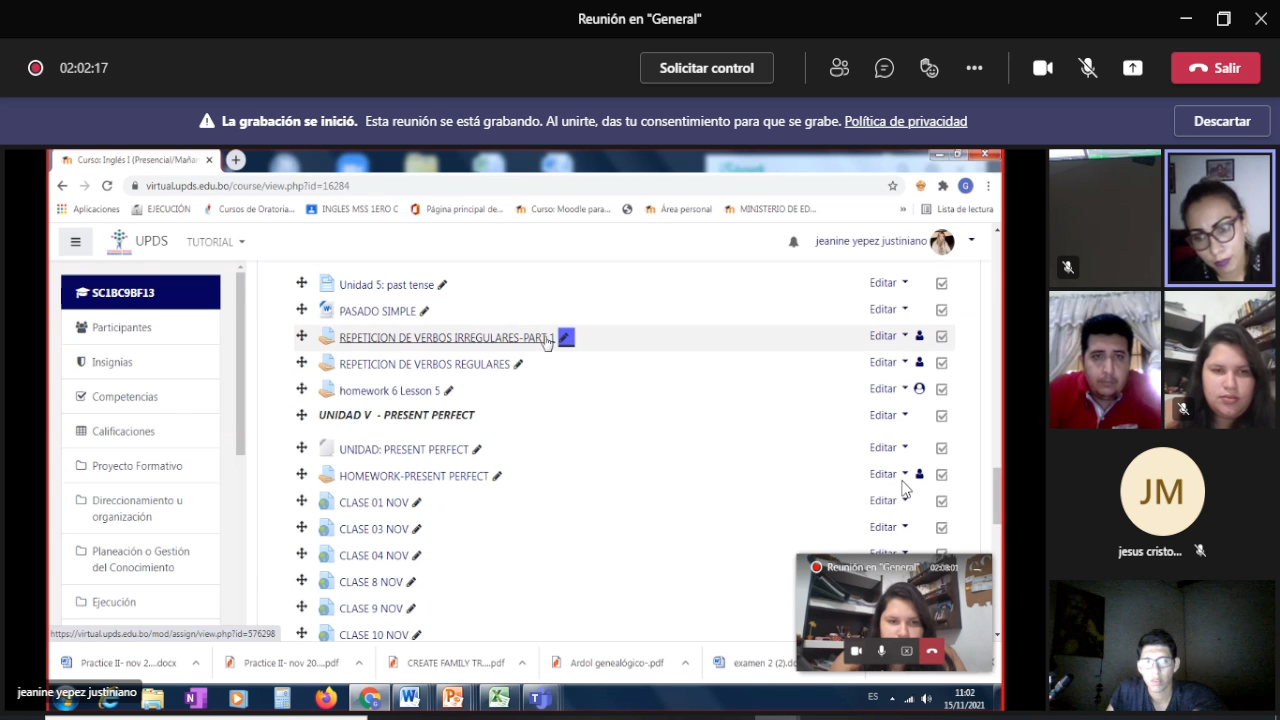 Reunión en "General"
02:02:17
Solicitar control
Salir
La grabación se inició. Esta reunión se está grabando. Al unirte, das tu consentimiento para que se grabe. Política de privacidad
Descartar
Curso: Inglés I (Presencial/Maña
virtual.upds.edu.bo/course/view.php?id=16284
Aplicaciones EJECUCIÓN Cursos de Oratoria... INGLES MSS 1ERO C Página principal de... Curso: Moodle para... Área personal MINISTERIO DE ED... » Lista de lectura
UPDS TUTORIAL jeanine yepez justiniano
SC1BC9BF13
Participantes
Insignias
Competencias
Calificaciones
Proyecto Formativo
Direccionamiento u
organización
Planeación o Gestión
del Conocimiento
Ejecución
Unidad 5: past tense Editar
PASADO SIMPLE Editar
REPETICION DE VERBOS IRREGULARES-PART 1 Editar
REPETICION DE VERBOS REGULARES Editar
homework 6 Lesson 5 Editar
UNIDAD V - PRESENT PERFECT Editar
UNIDAD: PRESENT PERFECT Editar
HOMEWORK-PRESENT PERFECT Editar
CLASE 01 NOV Editar
CLASE 03 NOV Editar
CLASE 04 NOV Editar
CLASE 8 NOV
CLASE 9 NOV
CLASE 10 NOV
Reunión en "General" 02:08:01
https://virtual.upds.edu.bo/mod/assign/view.php?id=576298
Practice II- nov 2....docx Practice II- nov 20....pdf CREATE FAMILY TR....pdf Ardol genealógico-.pdf examen 2 (2).do
jeanine yepez justiniano
ES 11:02
15/11/2021
JM
jesus cristo...